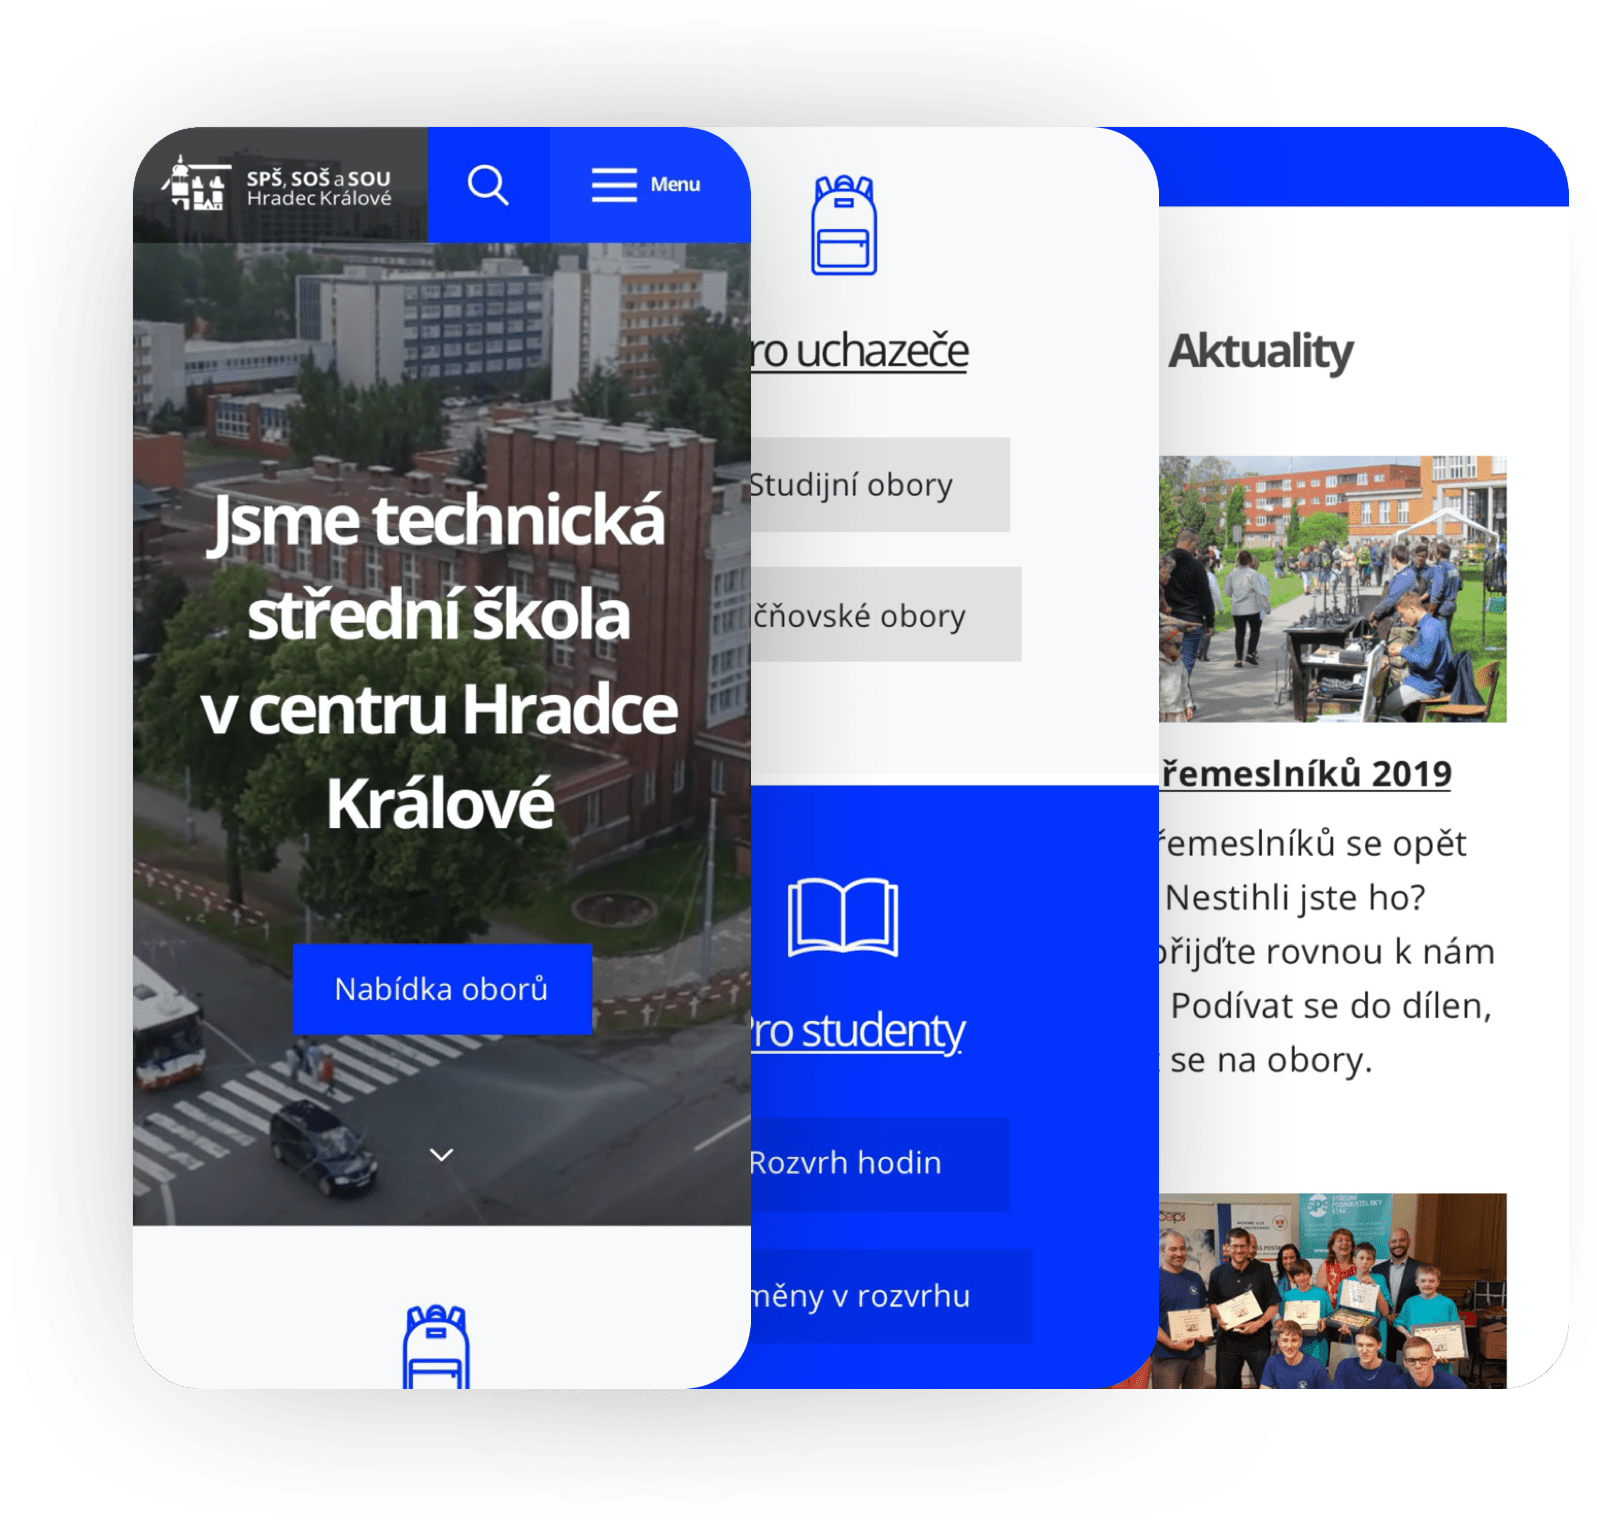 SPŠ, SOŠ a SOU
Hradec Králové
Menu
Jsme technická
střední škola
v centru Hradce
Králové
Nabídka oborů
ro uchazeče
Studijní obory
čňovské obory
ro studenty
Rozvrh hodin
měny v rozvrhu
Aktuality
řemeslníků 2019
řemeslníků se opět
Nestihli jste ho?
přijďte rovnou k nám
Podívat se do dílen,
se na obory.